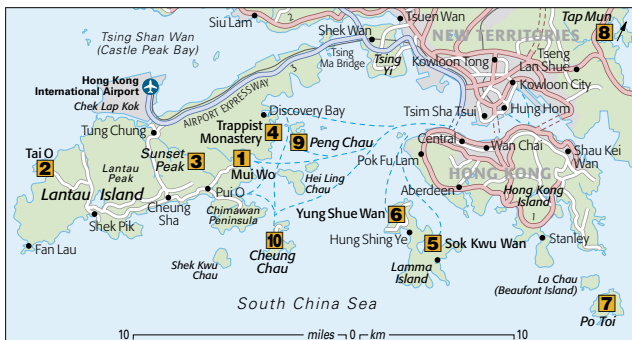 Siu Lam
Tsuen Wan
Tap Mun
8
Tsing Shan Wan
(Castle Peak Bay)
Shek Wan
NEW TERRITORIES
Tsing
Ma Bridge
Tsing
Yi
Kowloon Tong
Tseng
Lan Shue
Kowloon City
Hong Kong
International Airport
Chek Lap Kok
AIRPORT EXPRESSWAY
3
2
Discovery Bay
Tsim Sha Tsui
Hung Hom
Tung Chung
Trappist
Monastery
4
9
Peng Chau
Central
Wan Chai
Shau Kei
Wan
Tai O
2
Lantau
Peak
Sunset
Peak
3
1
Mui Wo
Pok Fu Lam
HONG KONG
Hei Ling
Chau
Lantau Island
Pui O
Aberdeen
Hong Kong
Island
1
Cheung
Sha
Chimawan
Peninsula
Yung Shue Wan
6
Shek Pik
10
Cheung
Chau
Hung Shing Ye
5
Sok Kwu Wan
Stanley
Fan Lau
Shek Kwu
Chau
Lamma
Island
Lo Chau
(Beaufont Island)
South China Sea
7
Po Toi
10
miles
0
km
10